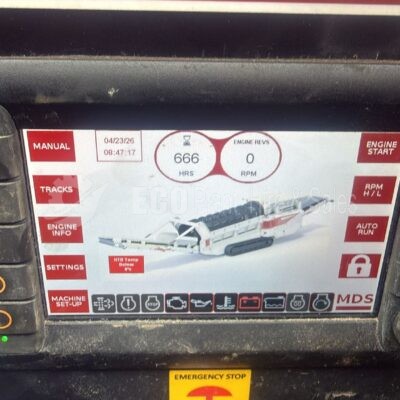 MANUAL
04/23/26
08:47:17
666
HRS
ENGINE REVS
0
RPM
ENGINE
START
TRACKS
RPM
H / L
ENGINE
INFO
AUTO
RUN
SETTINGS
MACHINE
SET-UP
MDS
EMERGENCY STOP